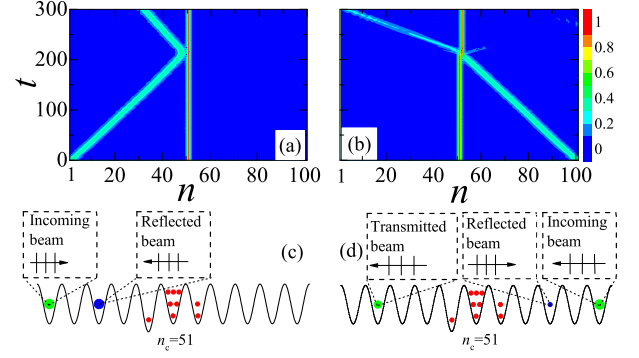 300
200
100
0
t
1 20 40 60 80 100
n
(a)
1 20 40 60 80 100
n
(b)
1
0.8
0.6
0.4
0.2
0
Incoming
beam
Reflected
beam
(c)
n_c=51
(d)
Transmitted
beam
Reflected
beam
Incoming
beam
n_c=51